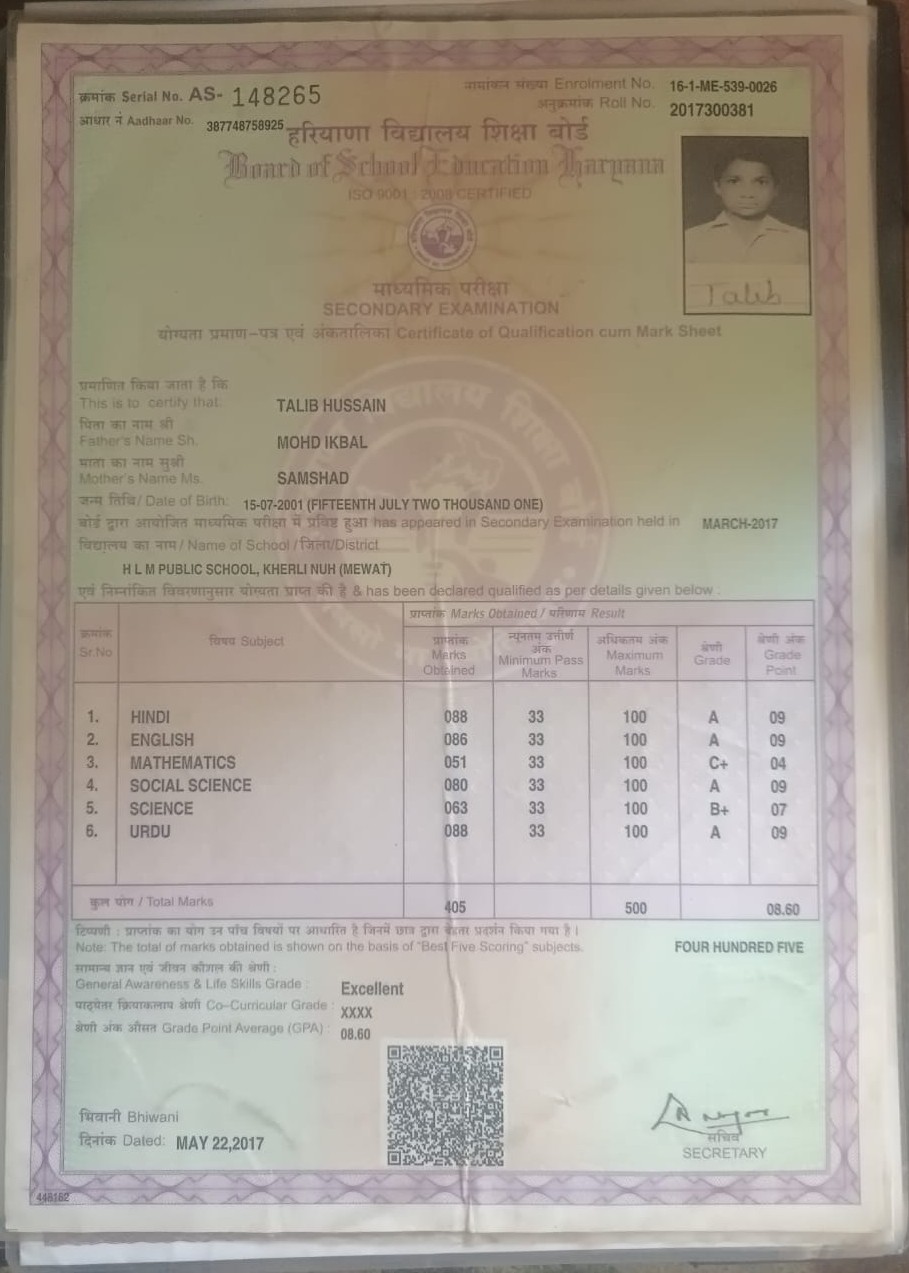 क्रमांक Serial No. AS- 148265
नामांकन संख्या Enrolment No. 16-1-ME-539-0026
आधार नं Aadhaar No. 387748758925
अनुक्रमांक Roll No. 2017300381
हरियाणा विद्यालय शिक्षा बोर्ड
Board of School Education Haryana
ISO 9001 : 2008 CERTIFIED
Talib
माध्यमिक परीक्षा
SECONDARY EXAMINATION
योग्यता प्रमाण-पत्र एवं अंकतालिका Certificate of Qualification cum Mark Sheet
प्रमाणित किया जाता है कि
This is to certify that: TALIB HUSSAIN
पिता का नाम श्री
Father's Name Sh. MOHD IKBAL
माता का नाम सुश्री
Mother's Name Ms. SAMSHAD
जन्म तिथि/ Date of Birth: 15-07-2001 (FIFTEENTH JULY TWO THOUSAND ONE)
बोर्ड द्वारा आयोजित माध्यमिक परीक्षा में प्रविष्ट हुआ has appeared in Secondary Examination held in MARCH-2017
विद्यालय का नाम/ Name of School /जिला/District
H L M PUBLIC SCHOOL, KHERLI NUH (MEWAT)
एवं निम्नांकित विवरणानुसार योग्यता प्राप्त की है & has been declared qualified as per details given below :
प्राप्तांक Marks Obtained / परिणाम Result
क्रमांक Sr.No विषय Subject प्राप्तांक Marks Obtained न्यूनतम उत्तीर्ण अंक Minimum Pass Marks अधिकतम अंक Maximum Marks श्रेणी Grade श्रेणी अंक Grade Point
1. HINDI 088 33 100 A 09
2. ENGLISH 086 33 100 A 09
3. MATHEMATICS 051 33 100 C+ 04
4. SOCIAL SCIENCE 080 33 100 A 09
5. SCIENCE 063 33 100 B+ 07
6. URDU 088 33 100 A 09
कुल योग / Total Marks 405 500 08.60
टिप्पणी : प्राप्तांक का योग उन पाँच विषयों पर आधारित है जिनमें छात्र द्वारा बेहतर प्रदर्शन किया गया है।
Note: The total of marks obtained is shown on the basis of "Best Five Scoring" subjects. FOUR HUNDRED FIVE
सामान्य ज्ञान एवं जीवन कौशल की श्रेणी :
General Awareness & Life Skills Grade : Excellent
पाठ्येतर क्रियाकलाप श्रेणी Co-Curricular Grade : XXXX
श्रेणी अंक औसत Grade Point Average (GPA) : 08.60
भिवानी Bhiwani
दिनांक Dated: MAY 22,2017
सचिव
SECRETARY
446162